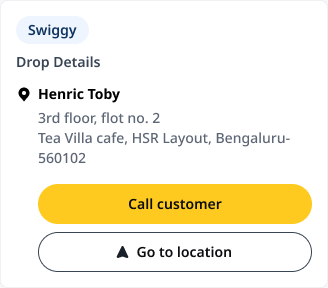 Swiggy
Drop Details
Henric Toby
3rd floor, flot no. 2
Tea Villa cafe, HSR Layout, Bengaluru-
560102
Call customer
Go to location